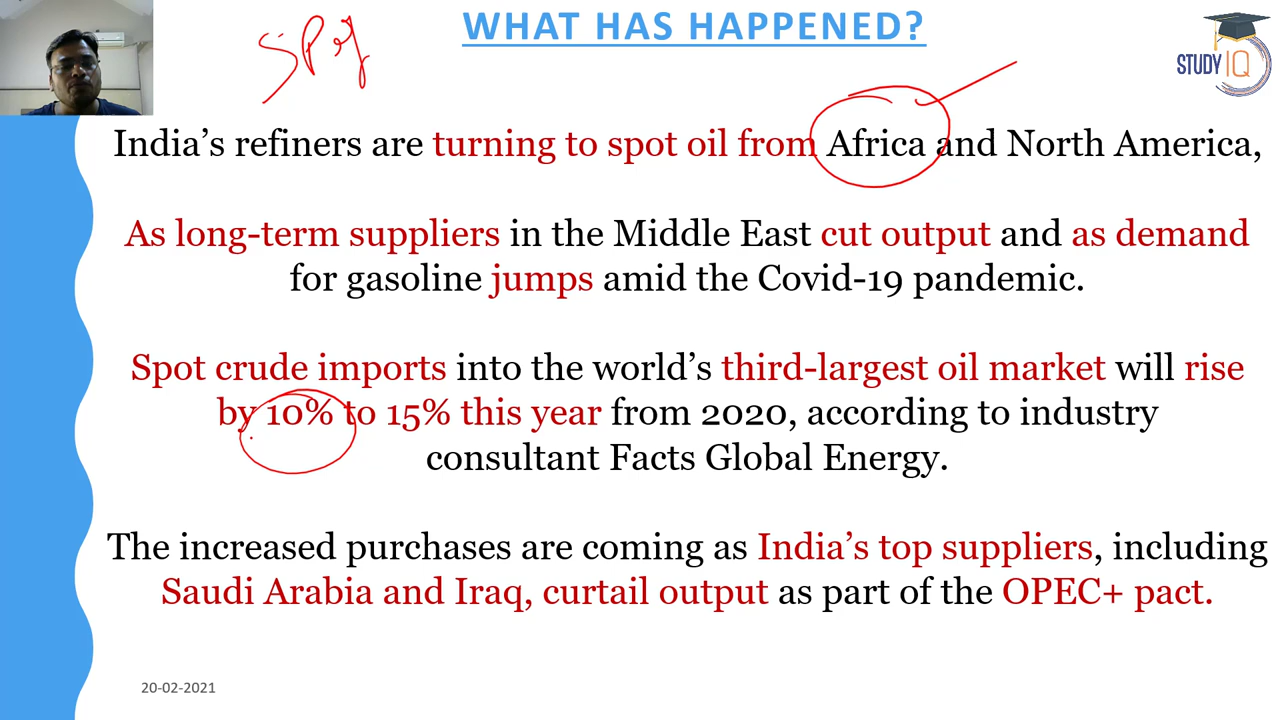 WHAT HAS HAPPENED?
STUDY IQ
India’s refiners are turning to spot oil from Africa and North America,
As long-term suppliers in the Middle East cut output and as demand
for gasoline jumps amid the Covid-19 pandemic.
Spot crude imports into the world’s third-largest oil market will rise
by 10% to 15% this year from 2020, according to industry
consultant Facts Global Energy.
The increased purchases are coming as India’s top suppliers, including
Saudi Arabia and Iraq, curtail output as part of the OPEC+ pact.
20-02-2021